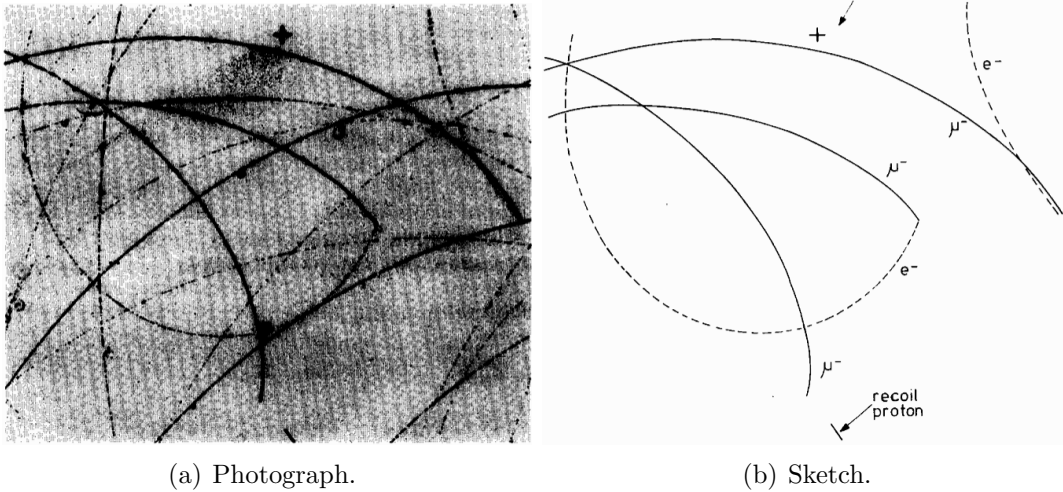 e⁻
μ⁻
μ⁻
e⁻
μ⁻
recoil
proton
(a) Photograph.
(b) Sketch.